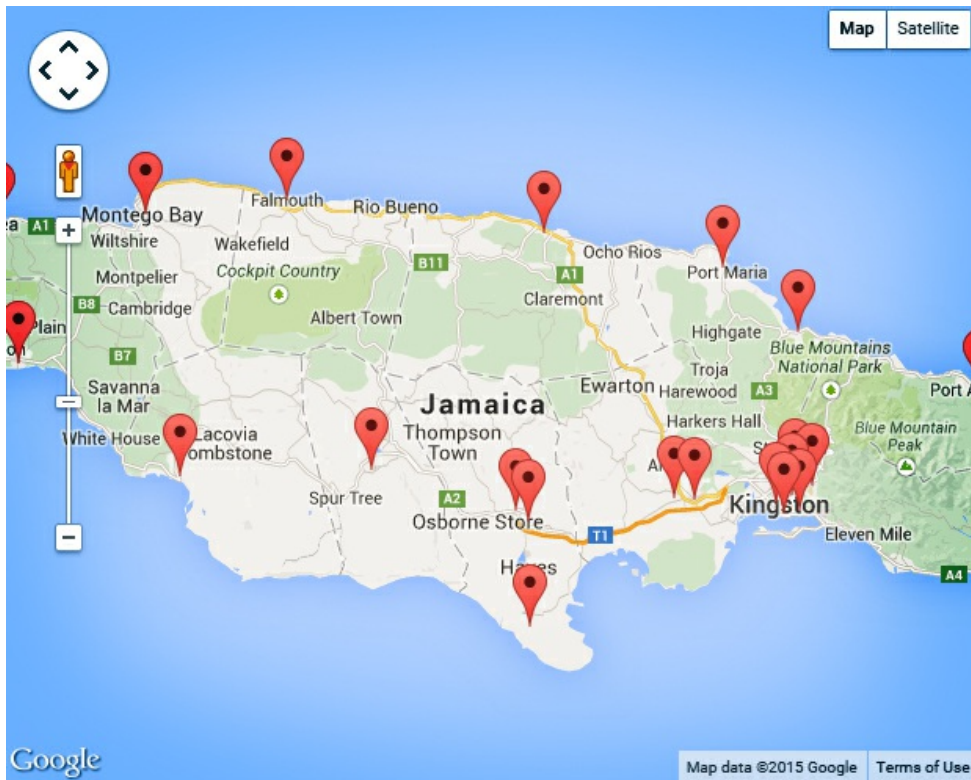 Map Satellite
Falmouth
Rio Bueno
A1
Montego Bay
Wiltshire
Wakefield
Ocho Rios
B11
Cockpit Country
A1
Port Maria
Montpelier
B8
Cambridge
Claremont
Albert Town
Plain
Highgate
Blue Mountains
National Park
B7
Troja
Savanna
la Mar
Ewarton
Harewood
A3
Port A
Jamaica
Harkers Hall
White House
Lacovia
Tombstone
Thompson
Town
Blue Mountain
Peak
Spur Tree
A2
Kingston
Osborne Store
T1
Eleven Mile
Hayes
A4
Google
Map data ©2015 Google
Terms of Use